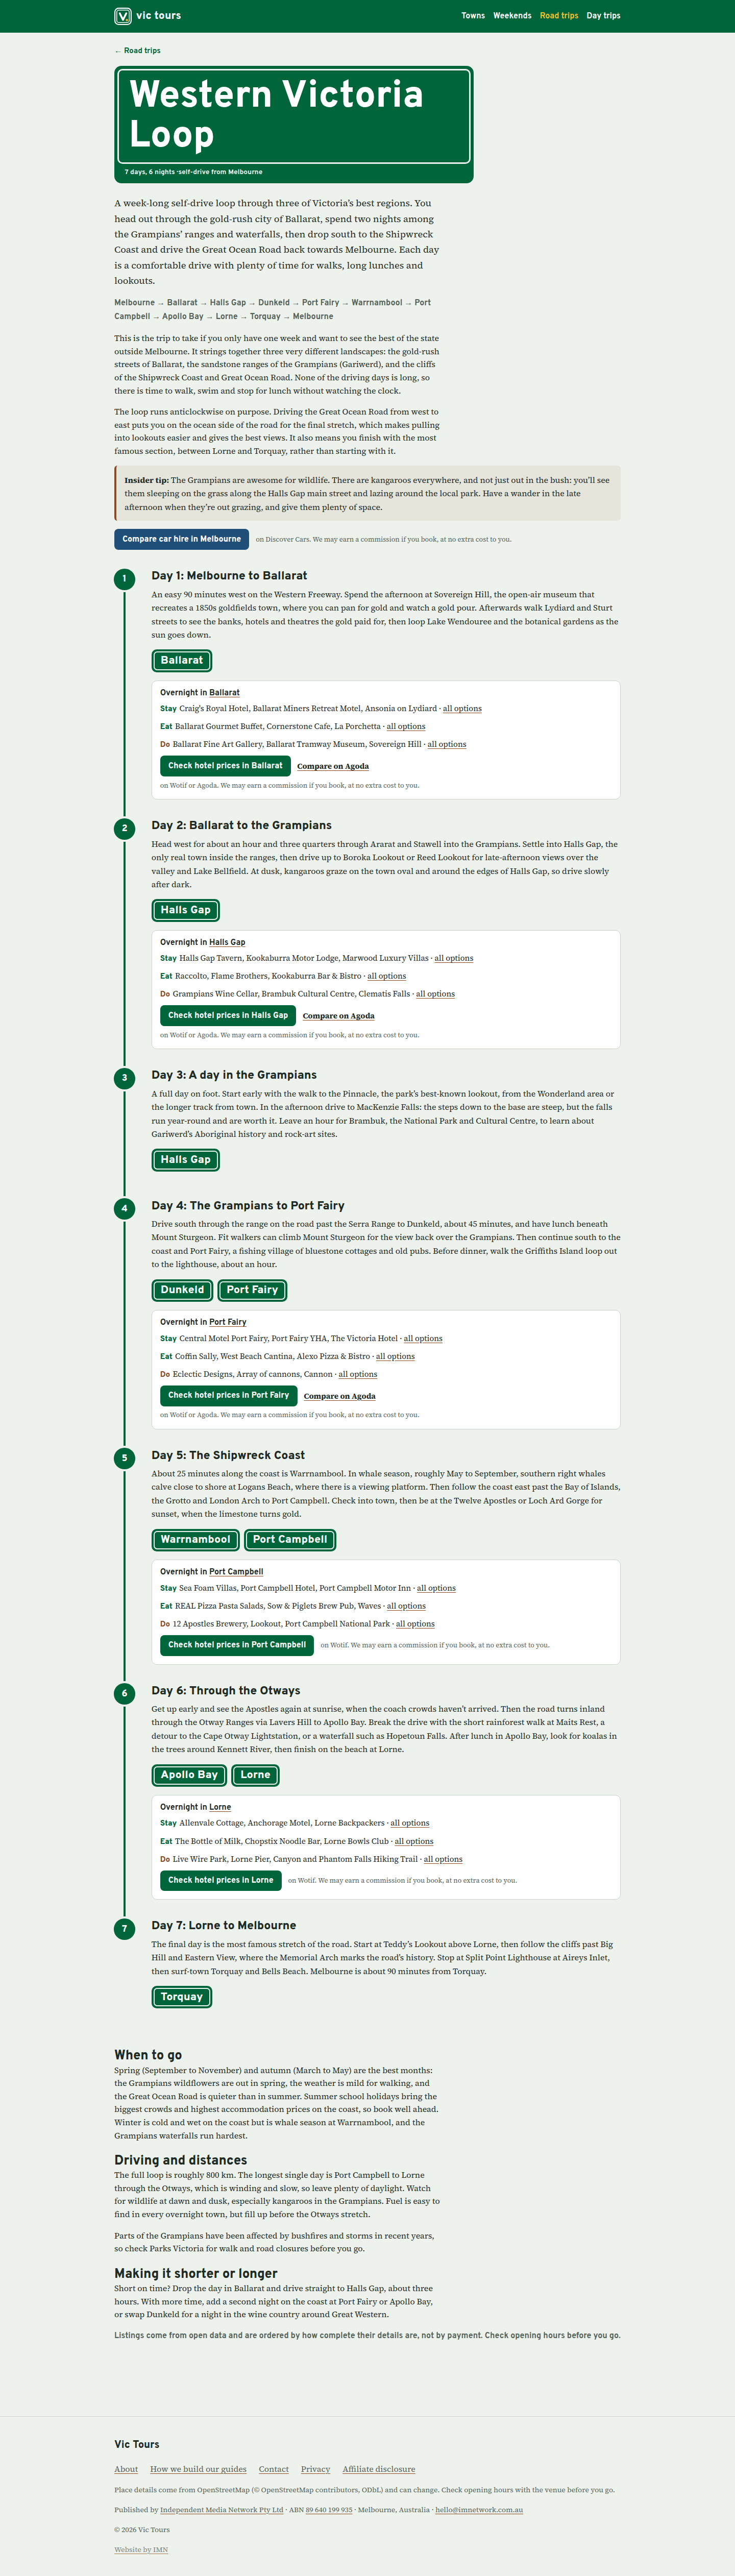 vic tours
Towns Weekends Road trips Day trips
← Road trips
Western Victoria
Loop
7 days, 6 nights ·self-drive from Melbourne
A week-long self-drive loop through three of Victoria's best regions. You
head out through the gold-rush city of Ballarat, spend two nights among
the Grampians' ranges and waterfalls, then drop south to the Shipwreck
Coast and drive the Great Ocean Road back towards Melbourne. Each day
is a comfortable drive with plenty of time for walks, long lunches and
lookouts.
Melbourne → Ballarat → Halls Gap → Dunkeld → Port Fairy → Warrnambool → Port
Campbell → Apollo Bay → Lorne → Torquay → Melbourne
This is the trip to take if you only have one week and want to see the best of the state
outside Melbourne. It strings together three very different landscapes: the gold-rush
streets of Ballarat, the sandstone ranges of the Grampians (Gariwerd), and the cliffs
of the Shipwreck Coast and Great Ocean Road. None of the driving days is long, so
there is time to walk, swim and stop for lunch without watching the clock.
The loop runs anticlockwise on purpose. Driving the Great Ocean Road from west to
east puts you on the ocean side of the road for the final stretch, which makes pulling
into lookouts easier and gives the best views. It also means you finish with the most
famous section, between Lorne and Torquay, rather than starting with it.
Insider tip: The Grampians are awesome for wildlife. There are kangaroos everywhere, and not just out in the bush: you'll see
them sleeping on the grass along the Halls Gap main street and lazing around the local park. Have a wander in the late
afternoon when they're out grazing, and give them plenty of space.
Compare car hire in Melbourne on Discover Cars. We may earn a commission if you book, at no extra cost to you.
1
Day 1: Melbourne to Ballarat
An easy 90 minutes west on the Western Freeway. Spend the afternoon at Sovereign Hill, the open-air museum that
recreates a 1850s goldfields town, where you can pan for gold and watch a gold pour. Afterwards walk Lydiard and Sturt
streets to see the banks, hotels and theatres the gold paid for, then loop Lake Wendouree and the botanical gardens as the
sun goes down.
Ballarat
Overnight in Ballarat
Stay Craig's Royal Hotel, Ballarat Miners Retreat Motel, Ansonia on Lydiard · all options
Eat Ballarat Gourmet Buffet, Cornerstone Cafe, La Porchetta · all options
Do Ballarat Fine Art Gallery, Ballarat Tramway Museum, Sovereign Hill · all options
Check hotel prices in Ballarat Compare on Agoda
on Wotif or Agoda. We may earn a commission if you book, at no extra cost to you.
2
Day 2: Ballarat to the Grampians
Head west for about an hour and three quarters through Ararat and Stawell into the Grampians. Settle into Halls Gap, the
only real town inside the ranges, then drive up to Boroka Lookout or Reed Lookout for late-afternoon views over the
valley and Lake Bellfield. At dusk, kangaroos graze on the town oval and around the edges of Halls Gap, so drive slowly
after dark.
Halls Gap
Overnight in Halls Gap
Stay Halls Gap Tavern, Kookaburra Motor Lodge, Marwood Luxury Villas · all options
Eat Raccolto, Flame Brothers, Kookaburra Bar & Bistro · all options
Do Grampians Wine Cellar, Brambuk Cultural Centre, Clematis Falls · all options
Check hotel prices in Halls Gap Compare on Agoda
on Wotif or Agoda. We may earn a commission if you book, at no extra cost to you.
3
Day 3: A day in the Grampians
A full day on foot. Start early with the walk to the Pinnacle, the park's best-known lookout, from the Wonderland area or
the longer track from town. In the afternoon drive to MacKenzie Falls: the steps down to the base are steep, but the falls
run year-round and are worth it. Leave an hour for Brambuk, the National Park and Cultural Centre, to learn about
Gariwerd's Aboriginal history and rock-art sites.
Halls Gap
4
Day 4: The Grampians to Port Fairy
Drive south through the range on the road past the Serra Range to Dunkeld, about 45 minutes, and have lunch beneath
Mount Sturgeon. Fit walkers can climb Mount Sturgeon for the view back over the Grampians. Then continue south to the
coast and Port Fairy, a fishing village of bluestone cottages and old pubs. Before dinner, walk the Griffiths Island loop out
to the lighthouse, about an hour.
Dunkeld Port Fairy
Overnight in Port Fairy
Stay Central Motel Port Fairy, Port Fairy YHA, The Victoria Hotel · all options
Eat Coffin Sally, West Beach Cantina, Alexo Pizza & Bistro · all options
Do Eclectic Designs, Array of cannons, Cannon · all options
Check hotel prices in Port Fairy Compare on Agoda
on Wotif or Agoda. We may earn a commission if you book, at no extra cost to you.
5
Day 5: The Shipwreck Coast
About 25 minutes along the coast is Warrnambool. In whale season, roughly May to September, southern right whales
calve close to shore at Logans Beach, where there is a viewing platform. Then follow the coast east past the Bay of Islands,
the Grotto and London Arch to Port Campbell. Check into town, then be at the Twelve Apostles or Loch Ard Gorge for
sunset, when the limestone turns gold.
Warrnambool Port Campbell
Overnight in Port Campbell
Stay Sea Foam Villas, Port Campbell Hotel, Port Campbell Motor Inn · all options
Eat REAL Pizza Pasta Salads, Sow & Piglets Brew Pub, Waves · all options
Do 12 Apostles Brewery, Lookout, Port Campbell National Park · all options
Check hotel prices in Port Campbell on Wotif. We may earn a commission if you book, at no extra cost to you.
6
Day 6: Through the Otways
Get up early and see the Apostles again at sunrise, when the coach crowds haven't arrived. Then the road turns inland
through the Otway Ranges via Lavers Hill to Apollo Bay. Break the drive with the short rainforest walk at Maits Rest, a
detour to the Cape Otway Lightstation, or a waterfall such as Hopetoun Falls. After lunch in Apollo Bay, look for koalas in
the trees around Kennett River, then finish on the beach at Lorne.
Apollo Bay Lorne
Overnight in Lorne
Stay Allenvale Cottage, Anchorage Motel, Lorne Backpackers · all options
Eat The Bottle of Milk, Chopstix Noodle Bar, Lorne Bowls Club · all options
Do Live Wire Park, Lorne Pier, Canyon and Phantom Falls Hiking Trail · all options
Check hotel prices in Lorne on Wotif. We may earn a commission if you book, at no extra cost to you.
7
Day 7: Lorne to Melbourne
The final day is the most famous stretch of the road. Start at Teddy's Lookout above Lorne, then follow the cliffs past Big
Hill and Eastern View, where the Memorial Arch marks the road's history. Stop at Split Point Lighthouse at Aireys Inlet,
then surf-town Torquay and Bells Beach. Melbourne is about 90 minutes from Torquay.
Torquay
When to go
Spring (September to November) and autumn (March to May) are the best months:
the Grampians wildflowers are out in spring, the weather is mild for walking, and
the Great Ocean Road is quieter than in summer. Summer school holidays bring the
biggest crowds and highest accommodation prices on the coast, so book well ahead.
Winter is cold and wet on the coast but is whale season at Warrnambool, and the
Grampians waterfalls run hardest.
Driving and distances
The full loop is roughly 800 km. The longest single day is Port Campbell to Lorne
through the Otways, which is winding and slow, so leave plenty of daylight. Watch
for wildlife at dawn and dusk, especially kangaroos in the Grampians. Fuel is easy to
find in every overnight town, but fill up before the Otways stretch.
Parts of the Grampians have been affected by bushfires and storms in recent years,
so check Parks Victoria for walk and road closures before you go.
Making it shorter or longer
Short on time? Drop the day in Ballarat and drive straight to Halls Gap, about three
hours. With more time, add a second night on the coast at Port Fairy or Apollo Bay,
or swap Dunkeld for a night in the wine country around Great Western.
Listings come from open data and are ordered by how complete their details are, not by payment. Check opening hours before you go.
Vic Tours
About How we build our guides Contact Privacy Affiliate disclosure
Place details come from OpenStreetMap (© OpenStreetMap contributors, ODbL) and can change. Check opening hours with the venue before you go.
Published by Independent Media Network Pty Ltd · ABN 89 640 199 935 · Melbourne, Australia · hello@imnetwork.com.au
© 2026 Vic Tours
Website by IMN